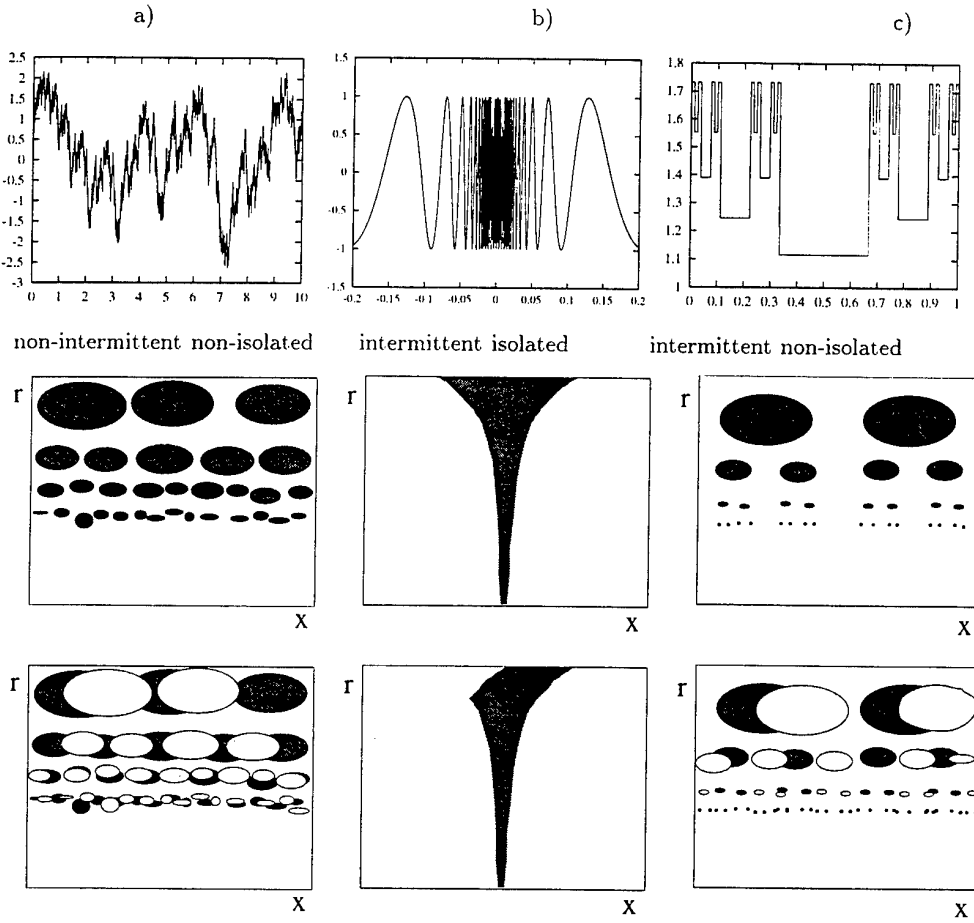 a)
b)
c)
2.5
2
1.5
1
0.5
0
-0.5
-1
-1.5
-2
-2.5
-3
0 1 2 3 4 5 6 7 8 9 10
1.5
1
0.5
0
-0.5
-1
-1.5
-0.2 -0.15 -0.1 -0.05 0 0.05 0.1 0.15 0.2
1.8
1.7
1.6
1.5
1.4
1.3
1.2
1.1
1
0 0.1 0.2 0.3 0.4 0.5 0.6 0.7 0.8 0.9 1
non-intermittent non-isolated
intermittent isolated
intermittent non-isolated
r
x
r
x
r
x
r
x
r
x
r
x